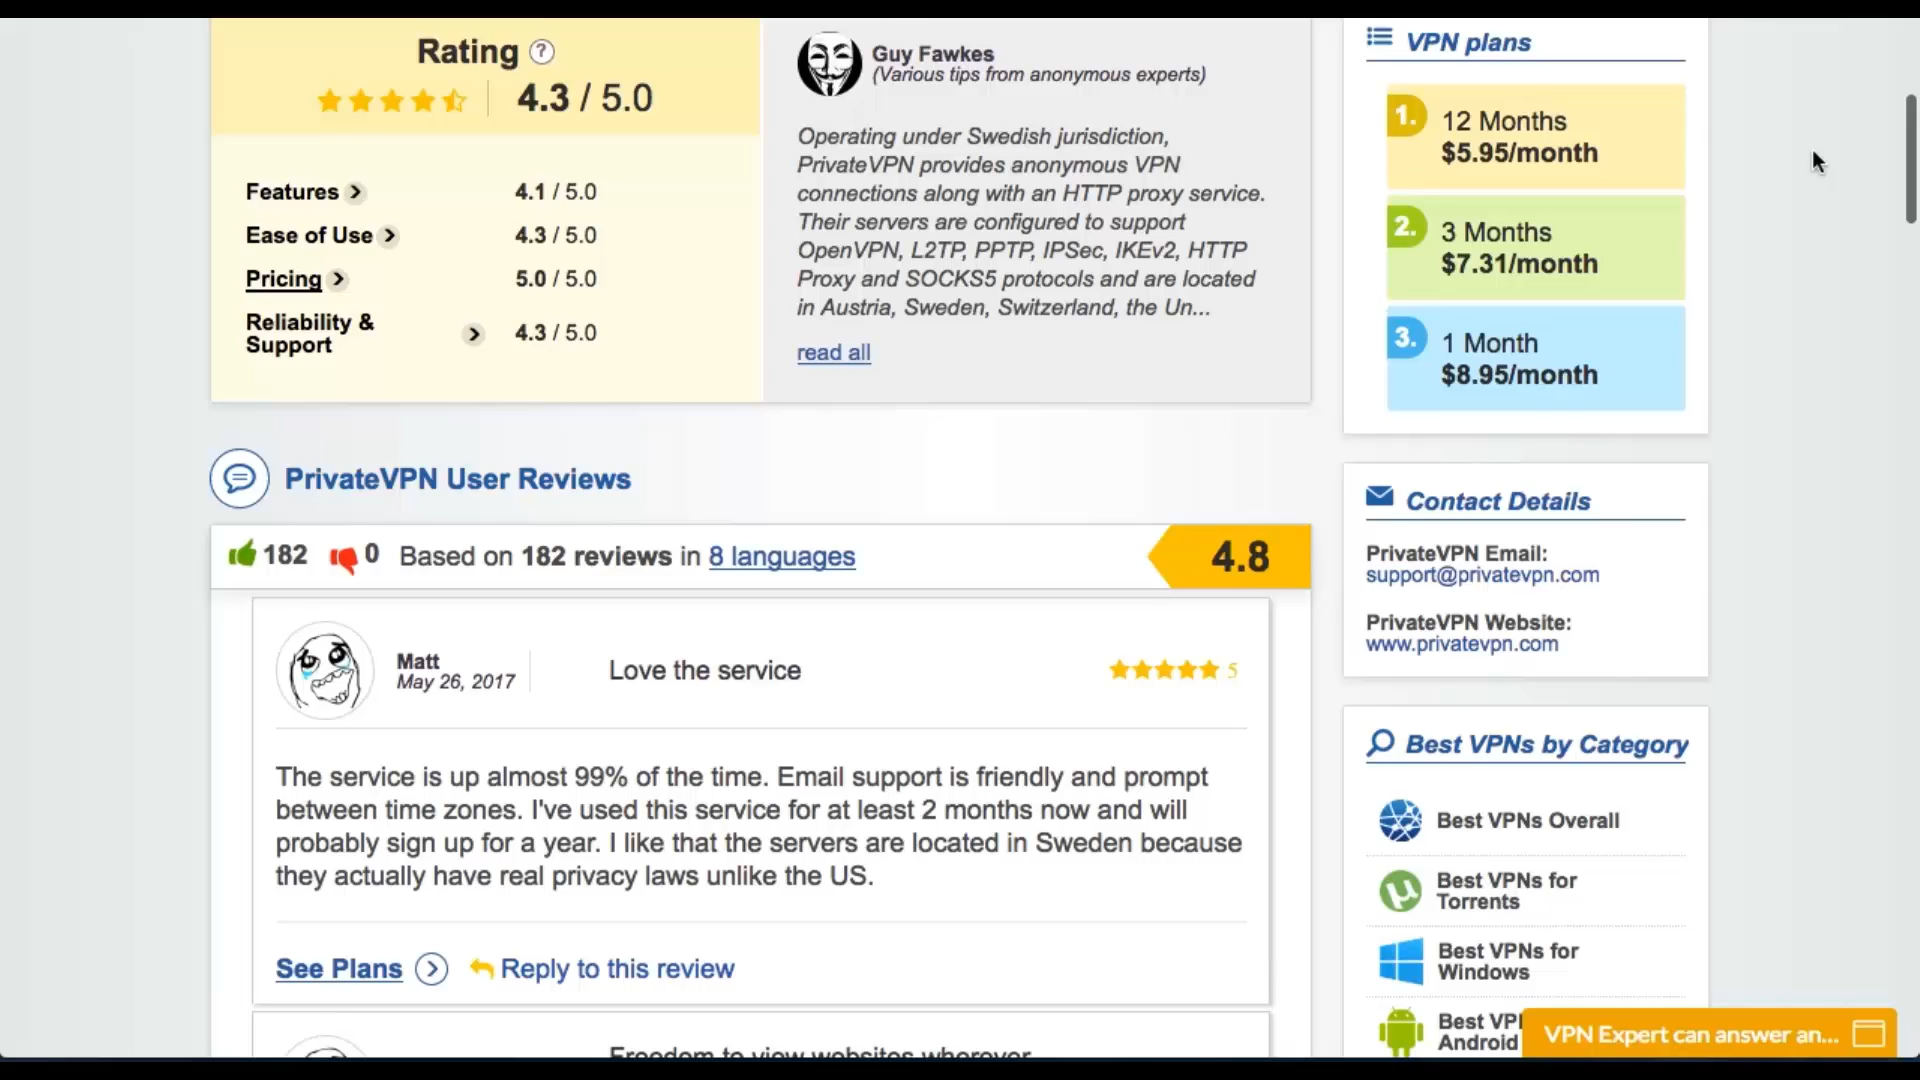 Rating ?
4.3 / 5.0
Features 4.1 / 5.0
Ease of Use 4.3 / 5.0
Pricing 5.0 / 5.0
Reliability &
Support 4.3 / 5.0
Guy Fawkes
(Various tips from anonymous experts)
Operating under Swedish jurisdiction,
PrivateVPN provides anonymous VPN
connections along with an HTTP proxy service.
Their servers are configured to support
OpenVPN, L2TP, PPTP, IPSec, IKEv2, HTTP
Proxy and SOCKS5 protocols and are located
in Austria, Sweden, Switzerland, the Un...
read all
VPN plans
1. 12 Months
$5.95/month
2. 3 Months
$7.31/month
3. 1 Month
$8.95/month
PrivateVPN User Reviews
182 0 Based on 182 reviews in 8 languages 4.8
Matt
May 26, 2017
Love the service
5
The service is up almost 99% of the time. Email support is friendly and prompt
between time zones. I've used this service for at least 2 months now and will
probably sign up for a year. I like that the servers are located in Sweden because
they actually have real privacy laws unlike the US.
See Plans Reply to this review
Freedom to view websites wherever
Contact Details
PrivateVPN Email:
support@privatevpn.com
PrivateVPN Website:
www.privatevpn.com
Best VPNs by Category
Best VPNs Overall
Best VPNs for
Torrents
Best VPNs for
Windows
Best VP
Android
VPN Expert can answer an...